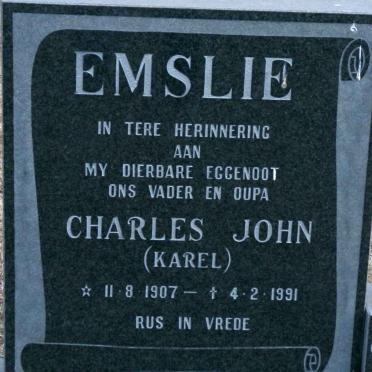 EMSLIE
IN TERE HERINNERING
AAN
MY DIERBARE EGGENOOT
ONS VADER EN OUPA
CHARLES JOHN
(KAREL)
☆ 11·8·1907 — † 4·2·1991
RUS IN VREDE